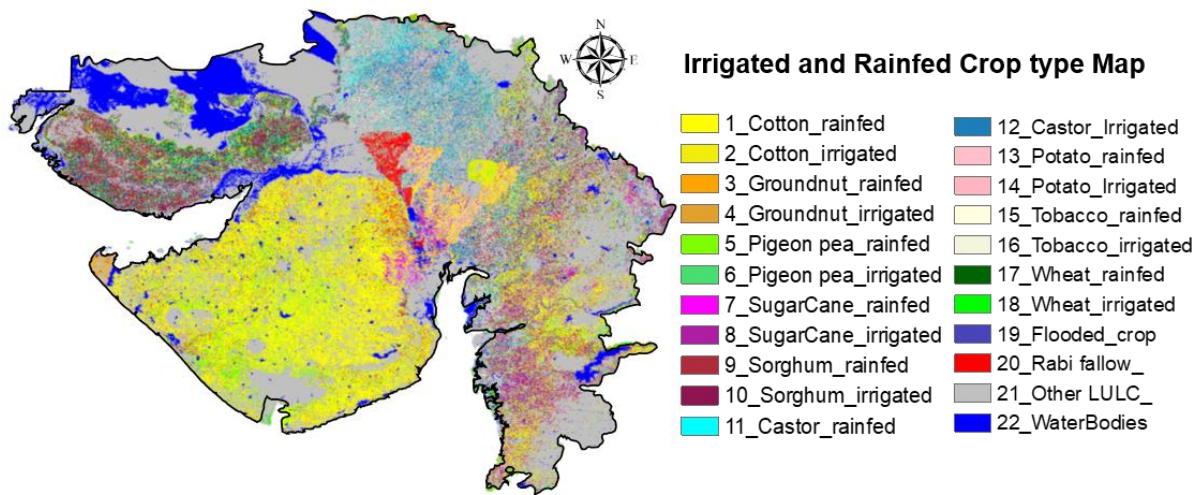 N
W E
S
Irrigated and Rainfed Crop type Map
1_Cotton_rainfed
2_Cotton_irrigated
3_Groundnut_rainfed
4_Groundnut_irrigated
5_Pigeon pea_rainfed
6_Pigeon pea_irrigated
7_SugarCane_rainfed
8_SugarCane_irrigated
9_Sorghum_rainfed
10_Sorghum_irrigated
11_Castor_rainfed
12_Castor_Irrigated
13_Potato_rainfed
14_Potato_Irrigated
15_Tobacco_rainfed
16_Tobacco_irrigated
17_Wheat_rainfed
18_Wheat_irrigated
19_Flooded_crop
20_Rabi fallow_
21_Other LULC_
22_WaterBodies